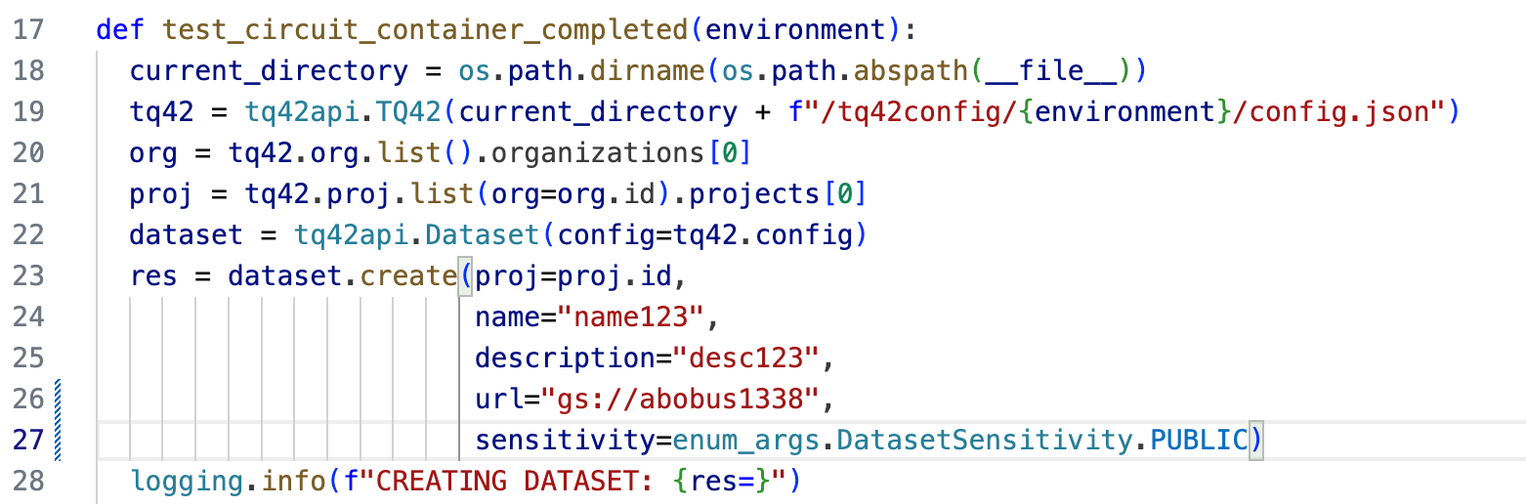 17 def test_circuit_container_completed(environment):
18   current_directory = os.path.dirname(os.path.abspath(__file__))
19   tq42 = tq42api.TQ42(current_directory + f"/tq42config/{environment}/config.json")
20   org = tq42.org.list().organizations[0]
21   proj = tq42.proj.list(org=org.id).projects[0]
22   dataset = tq42api.Dataset(config=tq42.config)
23   res = dataset.create(proj=proj.id,
24                        name="name123",
25                        description="desc123",
26                        url="gs://abobus1338",
27                        sensitivity=enum_args.DatasetSensitivity.PUBLIC)
28   logging.info(f"CREATING DATASET: {res=}")